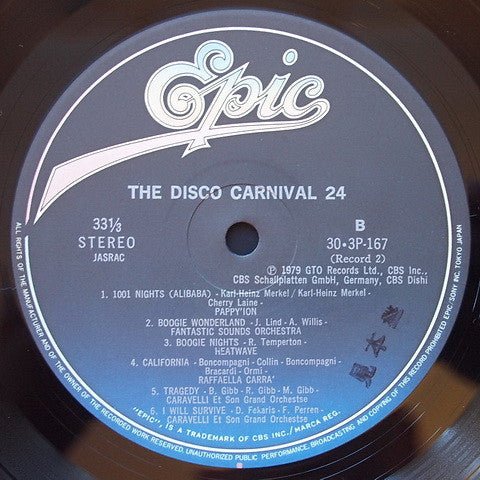 Epic
THE DISCO CARNIVAL 24
33⅓
STEREO
JASRAC
B
30・3P-167
(Record 2)
Ⓟ 1979 GTO Records Ltd., CBS Inc.,
CBS Schallplatten GmbH, Germany, CBS Dishi
1. 1001 NIGHTS (ALIBABA) - Karl-Heinz Merkel / Karl-Heinz Merkel -
Cherry Laine -
PAPPY'ION
2. BOOGIE WONDERLAND - J. Lind - A. Willis -
FANTASTIC SOUNDS ORCHESTRA
3. BOOGIE NIGHTS - R. Temperton -
HEATWAVE
4. CALIFORNIA - Boncompagni - Collin - Boncompagni -
Bracardi - Ormi -
RAFFAELLA CARRA'
5. TRAGEDY - B. Gibb - R. Gibb - M. Gibb -
CARAVELLI Et Son Grand Orchestse
6. I WILL SURVIVE - D. Fekaris - F. Perren -
CARAVELLI Et Son Grand Orchestse
"EPIC" IS A TRADEMARK OF CBS INC./MARCA REG.
ALL RIGHTS OF THE MANUFACTURER AND OF THE OWNER OF THE RECORDED WORK RESERVED. UNAUTHORIZED PUBLIC PERFORMANCE, BROADCASTING AND COPYING OF THIS RECORD PROHIBITED EPIC/SONY INC. TOKYO JAPAN
見本盤